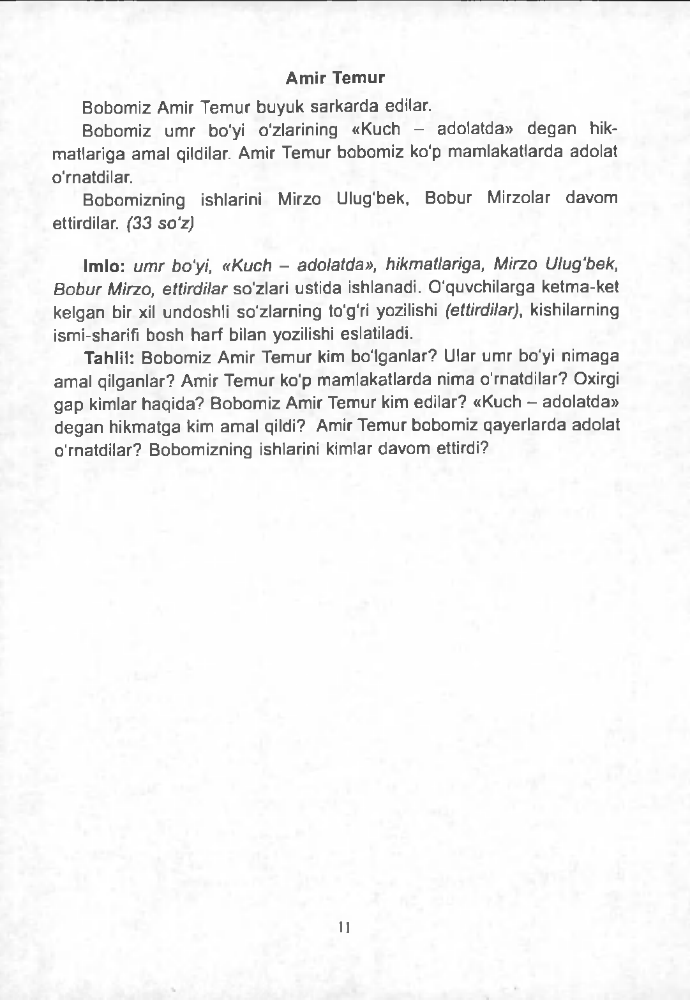 Amir Temur
Bobomiz Amir Temur buyuk sarkarda edilar.
Bobomiz umr bo‘yi o‘zlarining «Kuch – adolatda» degan hik-
matlariga amal qildilar. Amir Temur bobomiz ko‘p mamlakatlarda adolat
o‘rnatdilar.
Bobomizning ishlarini Mirzo Ulug‘bek, Bobur Mirzolar davom
ettirdilar. (33 so‘z)
Imlo: umr bo‘yi, «Kuch – adolatda», hikmatlariga, Mirzo Ulug‘bek,
Bobur Mirzo, ettirdilar so‘zlari ustida ishlanadi. O‘quvchilarga ketma-ket
kelgan bir xil undoshli so‘zlarning to‘g‘ri yozilishi (ettirdilar), kishilarning
ismi-sharifi bosh harf bilan yozilishi eslatiladi.
Tahlil: Bobomiz Amir Temur kim bo‘lganlar? Ular umr bo‘yi nimaga
amal qilganlar? Amir Temur ko‘p mamlakatlarda nima o‘rnatdilar? Oxirgi
gap kimlar haqida? Bobomiz Amir Temur kim edilar? «Kuch – adolatda»
degan hikmatga kim amal qildi? Amir Temur bobomiz qayerlarda adolat
o‘rnatdilar? Bobomizning ishlarini kimlar davom ettirdi?
11